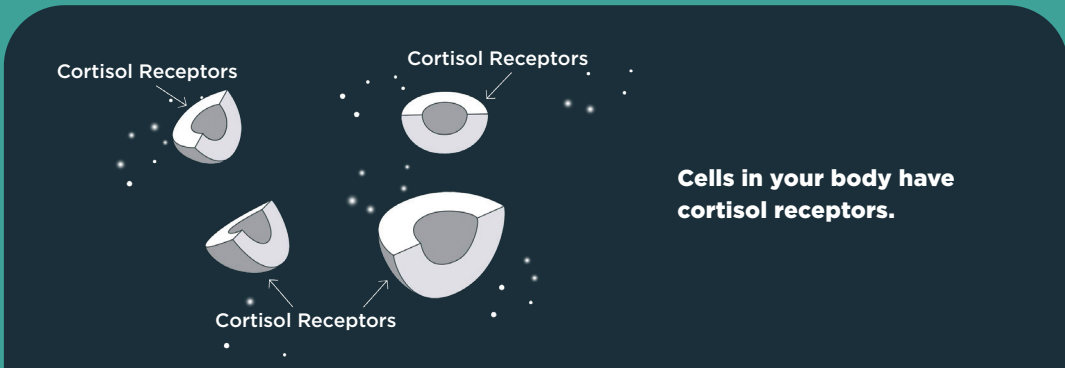 Cortisol Receptors
Cortisol Receptors
Cells in your body have
cortisol receptors.
Cortisol Receptors